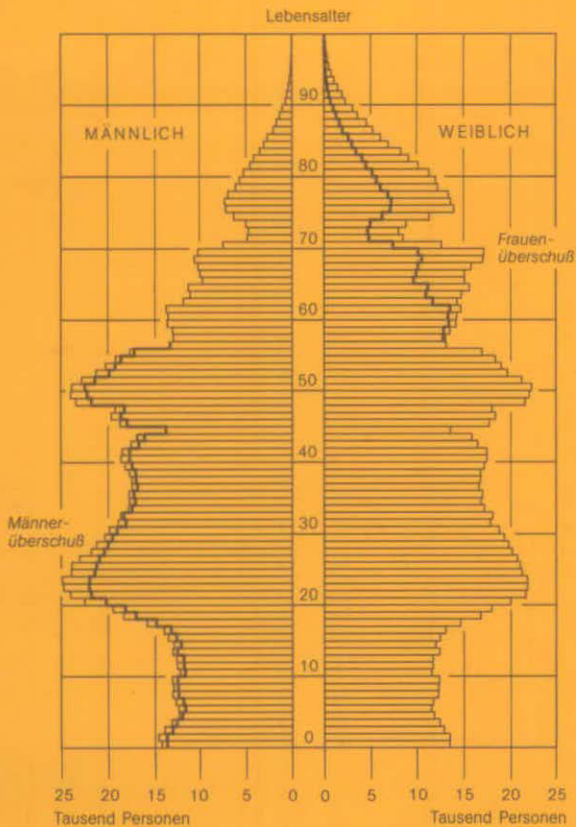 Lebensalter
MÄNNLICH
WEIBLICH
90
80
70
60
50
40
30
20
10
0
Frauen-
überschuß
Männer-
überschuß
25 20 15 10 5 0 0 5 10 15 20 25
Tausend Personen Tausend Personen